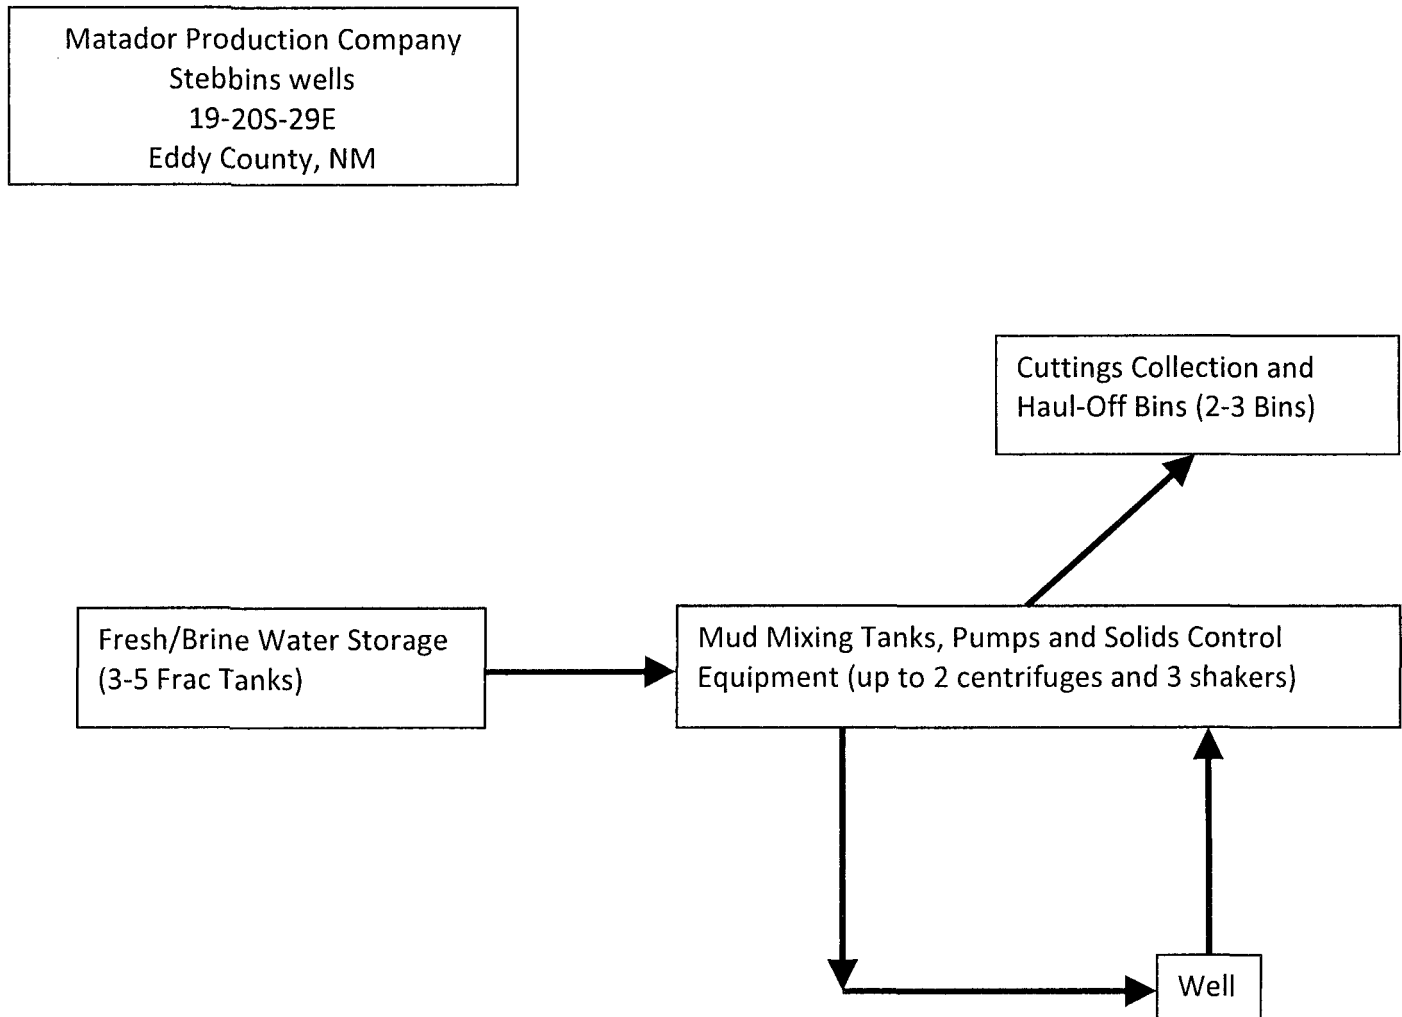 Matador Production Company
Stebbins wells
19-20S-29E
Eddy County, NM
Cuttings Collection and
Haul-Off Bins (2-3 Bins)
Fresh/Brine Water Storage
(3-5 Frac Tanks)
Mud Mixing Tanks, Pumps and Solids Control
Equipment (up to 2 centrifuges and 3 shakers)
Well